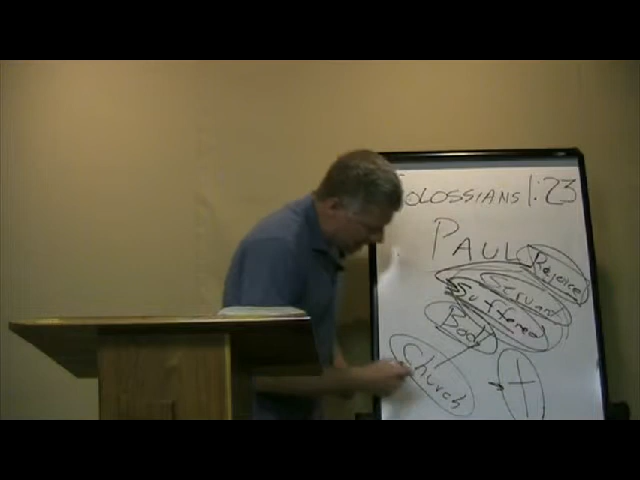 COLOSSIANS 1:23
PAUL
Rejoice
Servant
Suffered
Body
Church